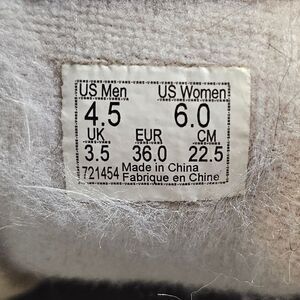 US Men US Women
4.5 6.0
UK EUR CM
3.5 36.0 22.5
721454 Made in China
Fabriqué en Chine